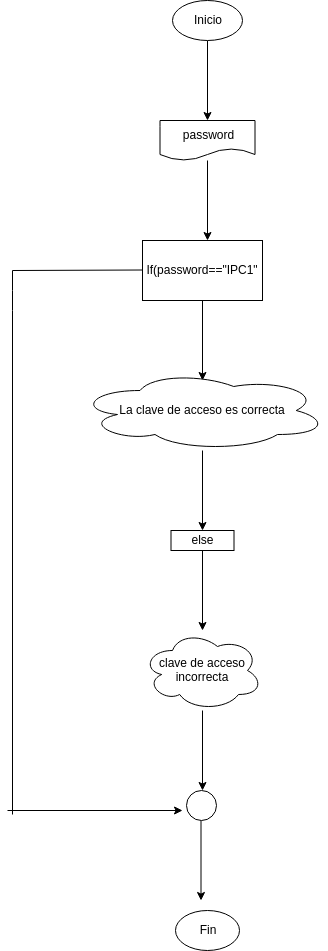 Inicio
password
If(password=="IPC1"
La clave de acceso es correcta
else
clave de acceso
incorrecta
Fin